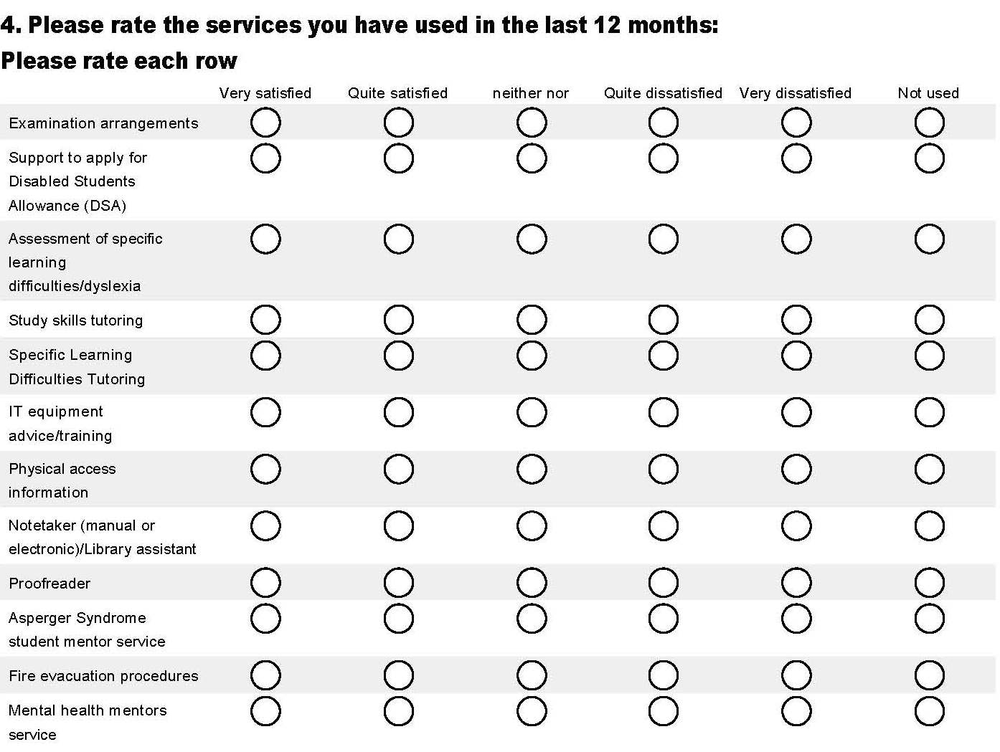 4. Please rate the services you have used in the last 12 months:
Please rate each row
Very satisfied Quite satisfied neither nor Quite dissatisfied Very dissatisfied Not used
Examination arrangements
Support to apply for
Disabled Students
Allowance (DSA)
Assessment of specific
learning
difficulties/dyslexia
Study skills tutoring
Specific Learning
Difficulties Tutoring
IT equipment
advice/training
Physical access
information
Notetaker (manual or
electronic)/Library assistant
Proofreader
Asperger Syndrome
student mentor service
Fire evacuation procedures
Mental health mentors
service